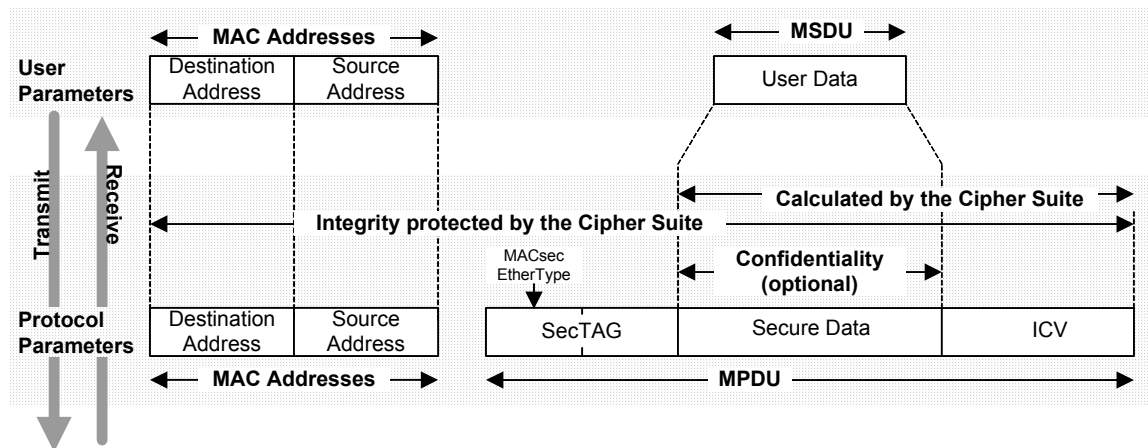 MAC Addresses
MSDU
User
Parameters
Destination
Address
Source
Address
User Data
Transmit
Receive
Calculated by the Cipher Suite
Integrity protected by the Cipher Suite
MACsec
EtherType
Confidentiality
(optional)
Protocol
Parameters
Destination
Address
Source
Address
SecTAG
Secure Data
ICV
MAC Addresses
MPDU